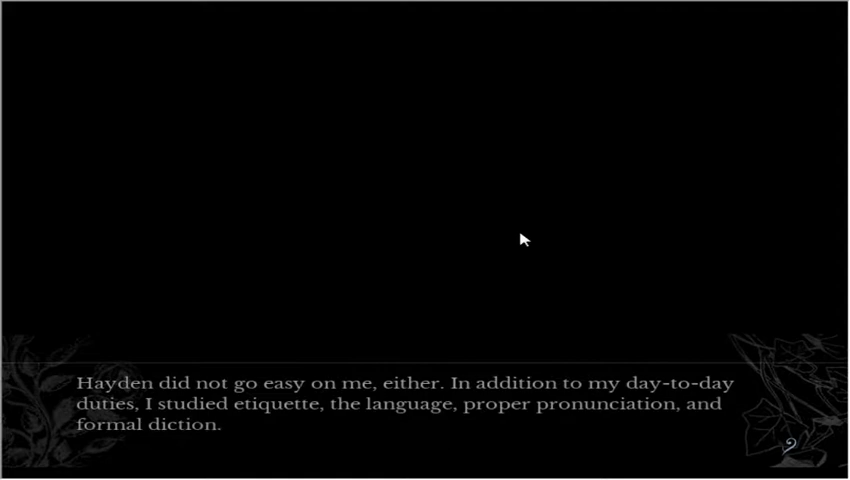 Hayden did not go easy on me, either. In addition to my day-to-day
duties, I studied etiquette, the language, proper pronunciation, and
formal diction.